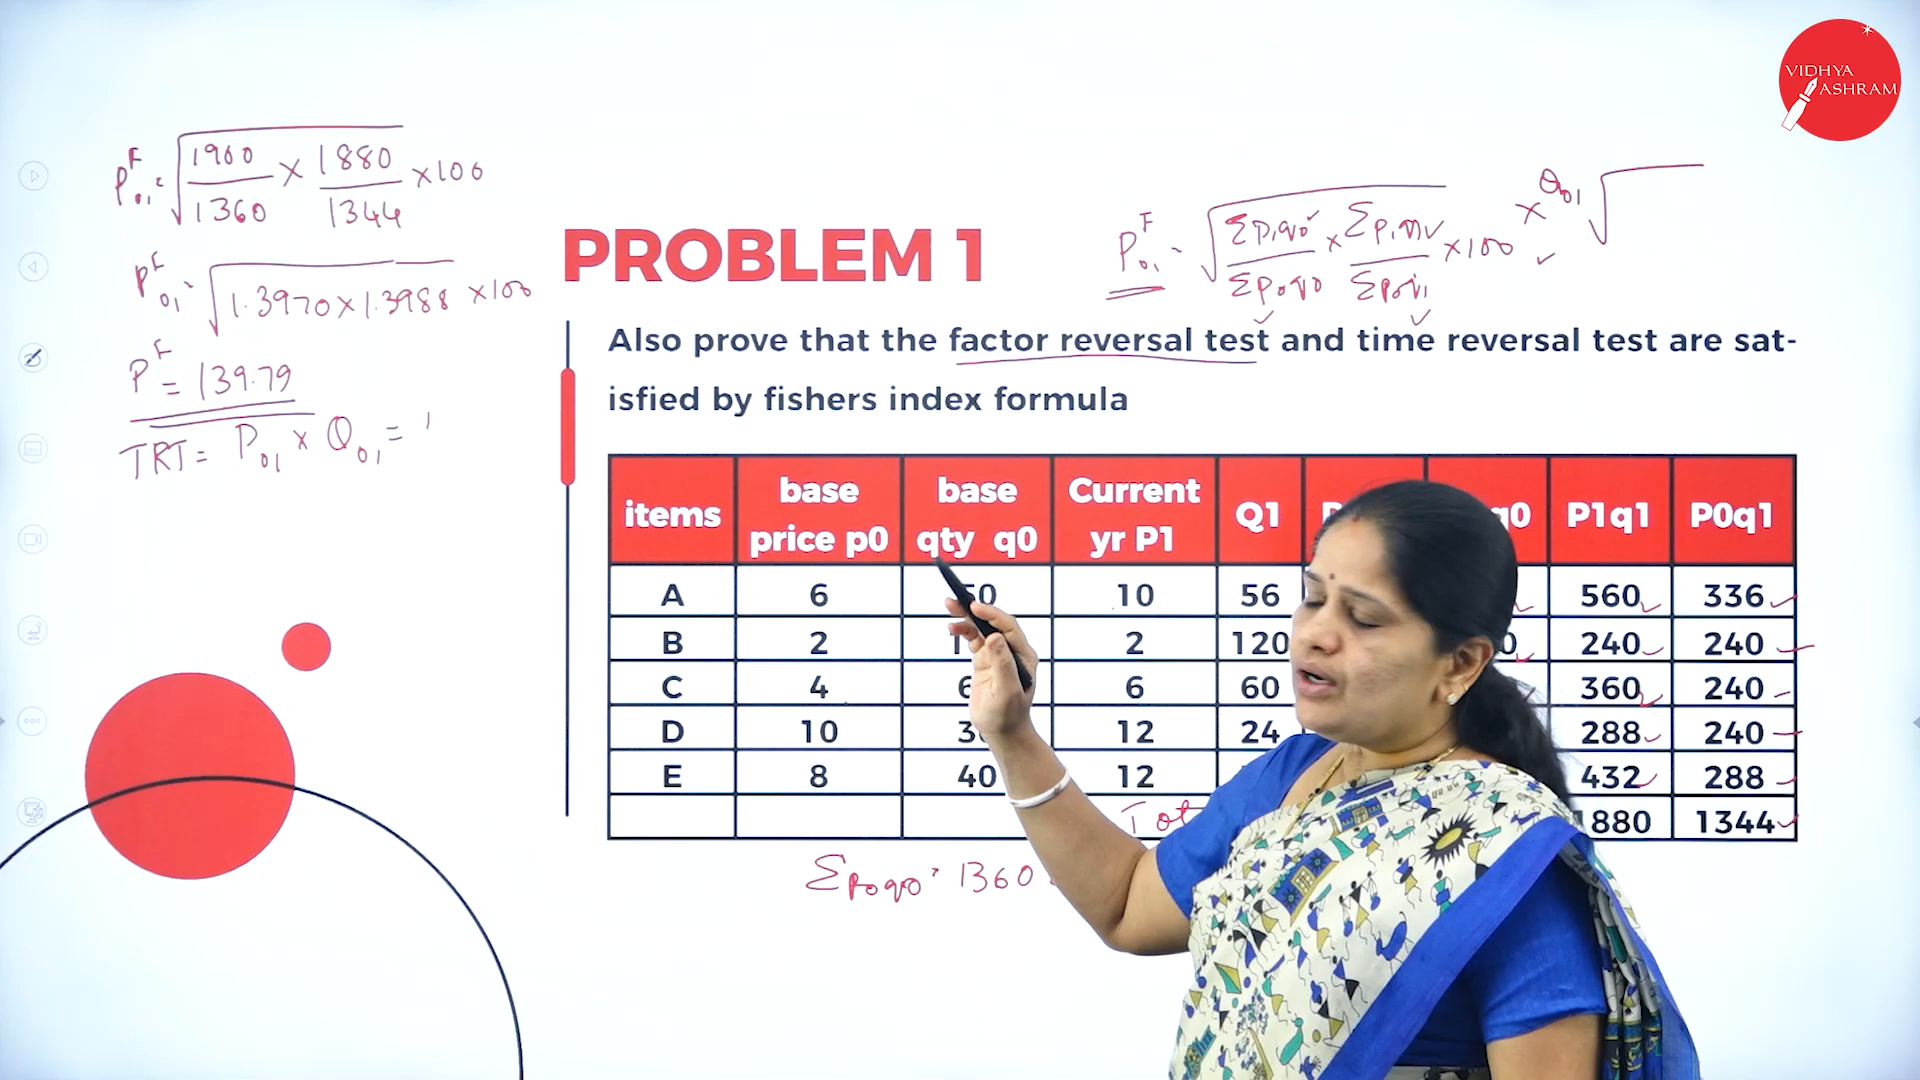 VIDHYA
ASHRAM
P01F = √ 1960/1360 × 1880/1344 × 100
P01F = √ 1.3970 × 1.3988 × 100
PF = 139.79
TRT = P01 × Q01 = 1
P01F = √ Σp1q0/Σp0q0 × Σp1q1/Σp0q1 × 100 × Q01 √
PROBLEM 1
Also prove that the factor reversal test and time reversal test are sat-
isfied by fishers index formula
items base price p0 base qty q0 Current yr P1 Q1 P q0 P1q1 P0q1
A 6 50 10 56 560 336
B 2 2 120 240 240
C 4 6 60 360 240
D 10 12 24 288 240
E 8 40 12 432 288
Tot 1880 1344
Σp0q0 = 1360